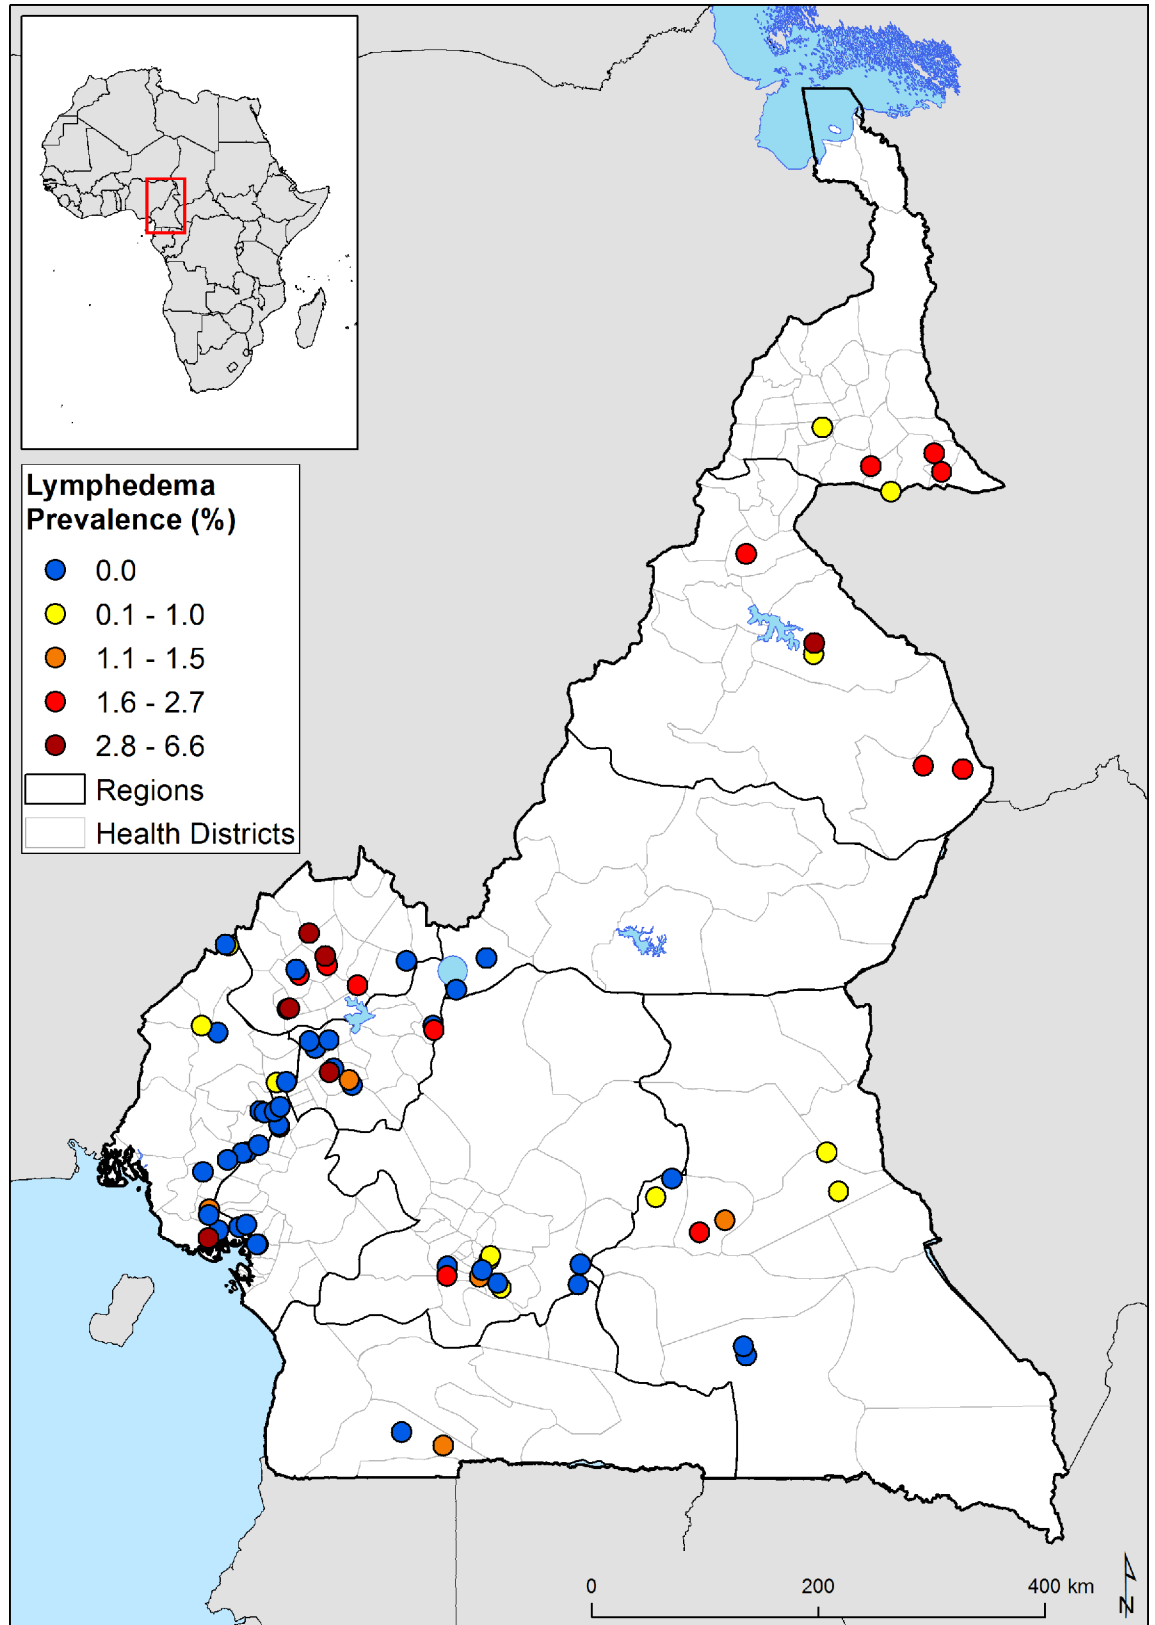 Lymphedema
Prevalence (%)
0.0
0.1 - 1.0
1.1 - 1.5
1.6 - 2.7
2.8 - 6.6
Regions
Health Districts
0 200 400 km
N